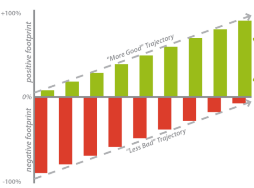 +100%
positive footprint
"More Good" Trajectory
0%
negative footprint
"Less Bad" Trajectory
-100%